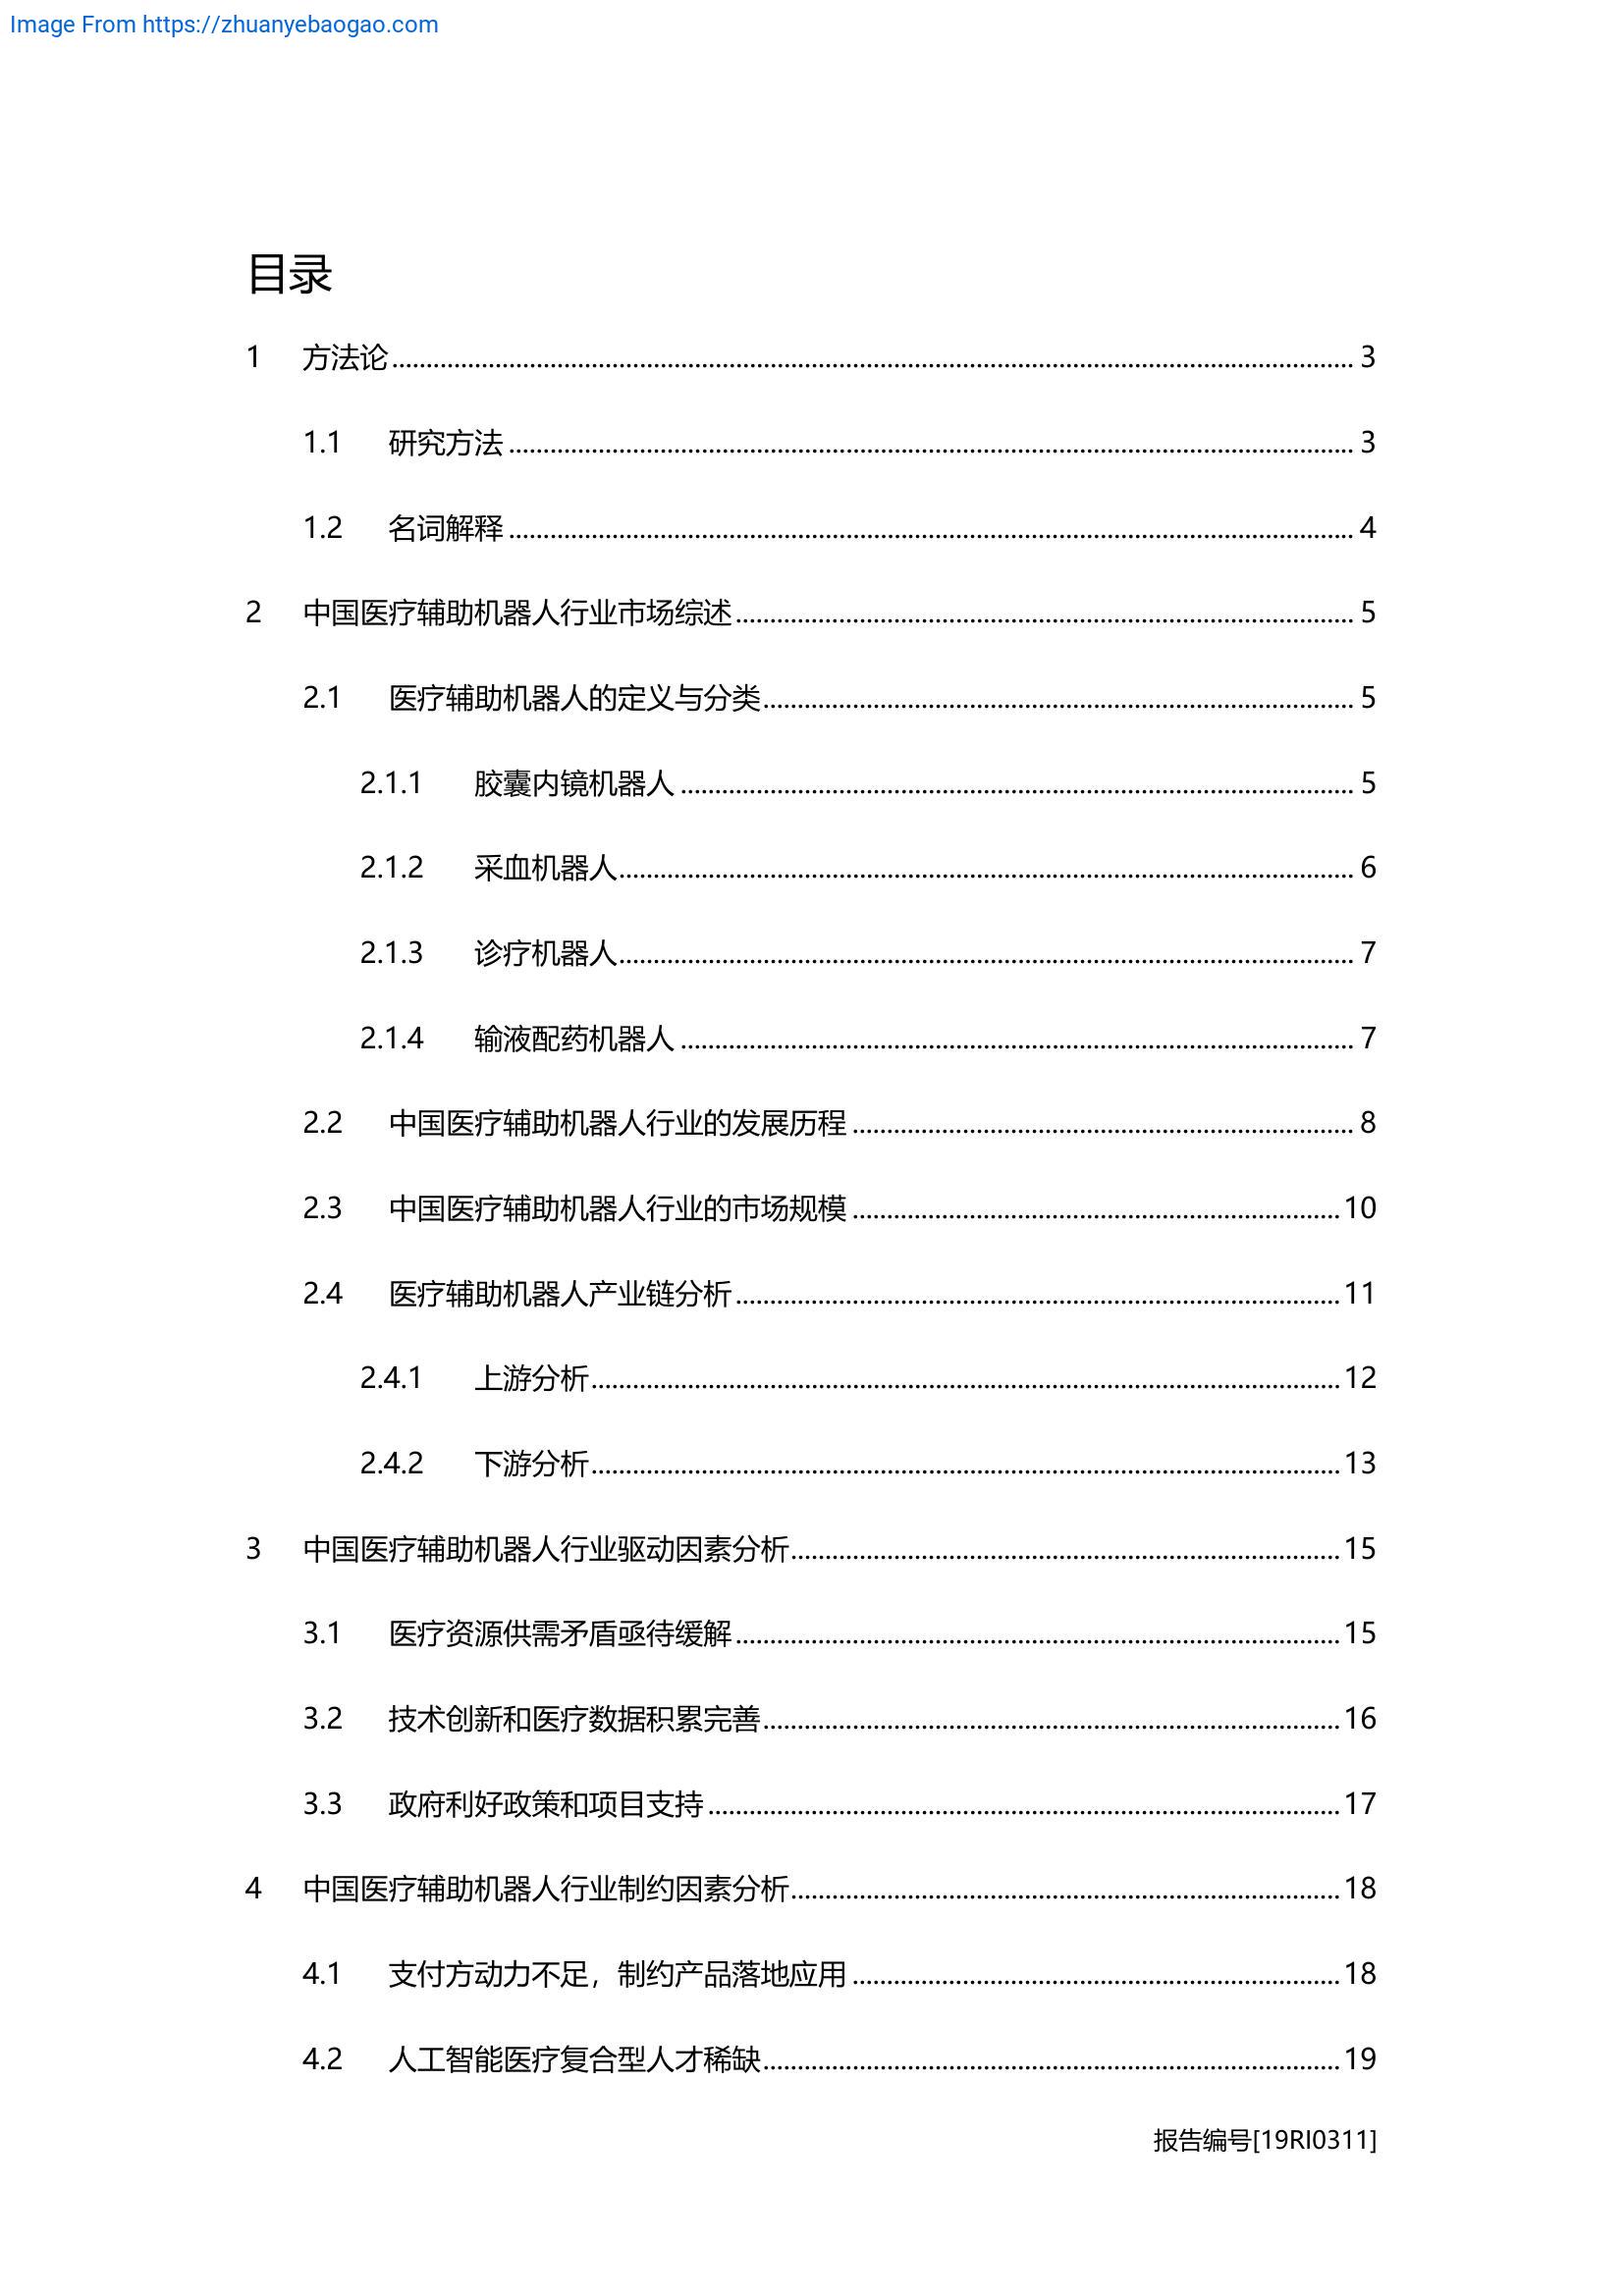 Image From https://zhuanyebaogao.com
目录
1 方法论 3
1.1 研究方法 3
1.2 名词解释 4
2 中国医疗辅助机器人行业市场综述 5
2.1 医疗辅助机器人的定义与分类 5
2.1.1 胶囊内镜机器人 5
2.1.2 采血机器人 6
2.1.3 诊疗机器人 7
2.1.4 输液配药机器人 7
2.2 中国医疗辅助机器人行业的发展历程 8
2.3 中国医疗辅助机器人行业的市场规模 10
2.4 医疗辅助机器人产业链分析 11
2.4.1 上游分析 12
2.4.2 下游分析 13
3 中国医疗辅助机器人行业驱动因素分析 15
3.1 医疗资源供需矛盾亟待缓解 15
3.2 技术创新和医疗数据积累完善 16
3.3 政府利好政策和项目支持 17
4 中国医疗辅助机器人行业制约因素分析 18
4.1 支付方动力不足，制约产品落地应用 18
4.2 人工智能医疗复合型人才稀缺 19
报告编号[19RI0311]